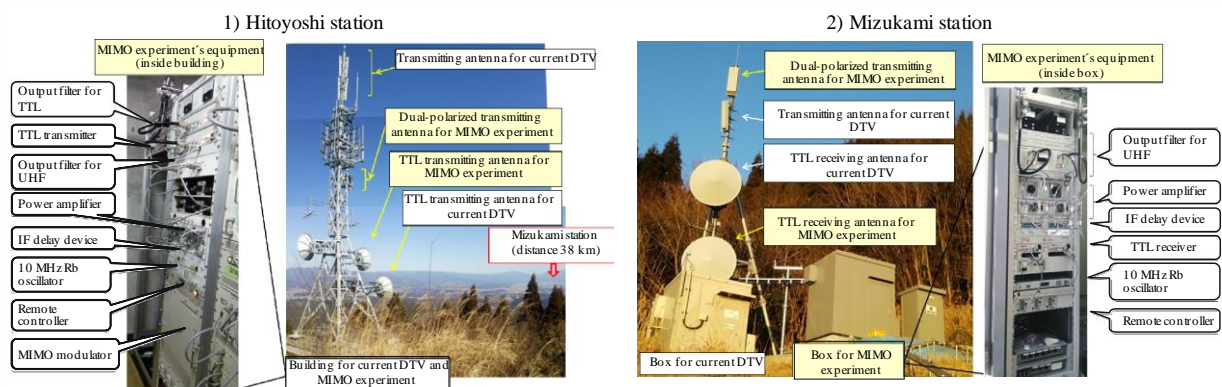 1) Hitoyoshi station
MIMO experiment´s equipment
(inside building)
Output filter for
TTL
TTL transmitter
Output filter for
UHF
Power amplifier
IF delay device
10 MHz Rb
oscillator
Remote
controller
MIMO modulator
Transmitting antenna for current DTV
Dual-polarized transmitting
antenna for MIMO experiment
TTL transmitting antenna for
MIMO experiment
TTL transmitting antenna for
current DTV
Mizukami station
(distance 38 km)
Building for current DTV and
MIMO experiment
2) Mizukami station
Dual-polarized transmitting
antenna for MIMO experiment
Transmitting antenna for current
DTV
TTL receiving antenna for
current DTV
TTL receiving antenna for
MIMO experiment
Box for current DTV
Box for MIMO
experiment
MIMO experiment´s equipment
(inside box)
Output filter for
UHF
Power amplifier
IF delay device
TTL receiver
10 MHz Rb
oscillator
Remote controller